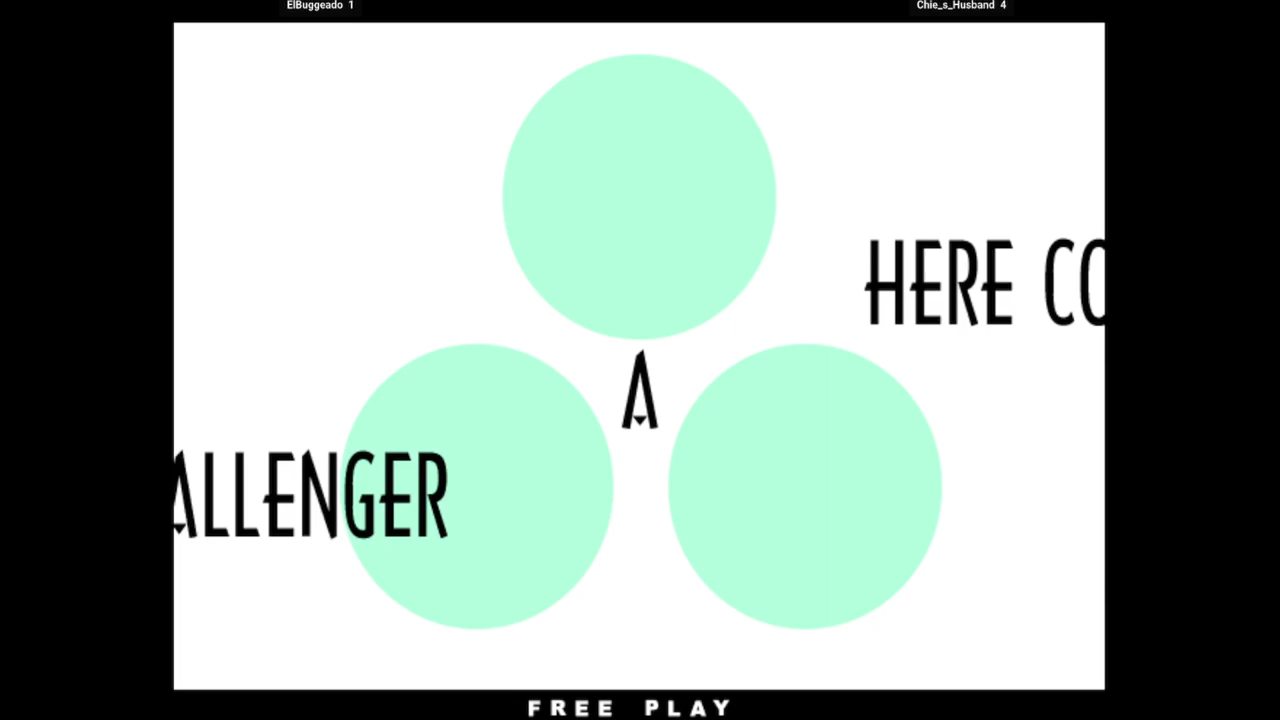 ElBuggeado 1
Chie_s_Husband 4
HERE CO
A
ALLENGER
FREE PLAY